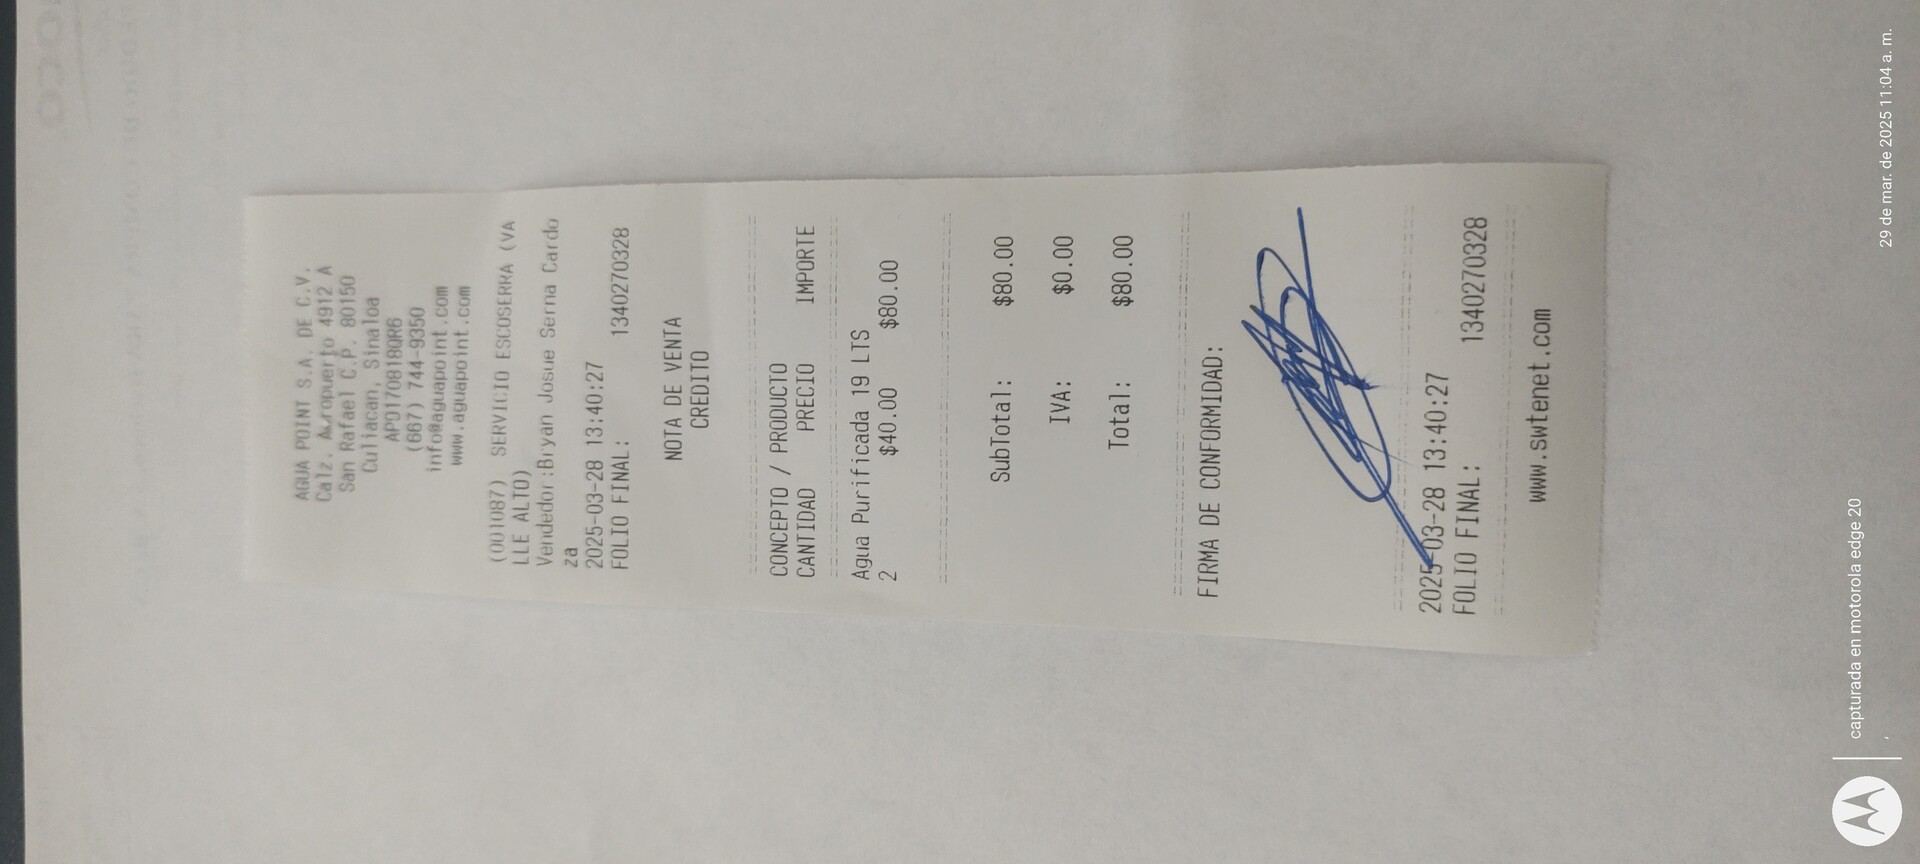 AGUA POINT S.A. DE C.V.
Calz. Aeropuerto 4912 A
San Rafael C.P. 80150
Culiacan, Sinaloa
APO170818QR6
(667) 744-9350
info@aguapoint.com
www.aguapoint.com
(001087) SERVICIO ESCOSERRA (VA
LLE ALTO)
Vendedor:Bryan Josue Serna Cardo
za
2025-03-28 13:40:27
FOLIO FINAL: 1340270328
NOTA DE VENTA
CREDITO
CONCEPTO / PRODUCTO
CANTIDAD PRECIO IMPORTE
Agua Purificada 19 LTS
2 $40.00 $80.00
SubTotal: $80.00
IVA: $0.00
Total: $80.00
FIRMA DE CONFORMIDAD:
2025-03-28 13:40:27
FOLIO FINAL: 1340270328
www.swtenet.com
capturada en motorola edge 20
29 de mar. de 2025 11:04 a. m.